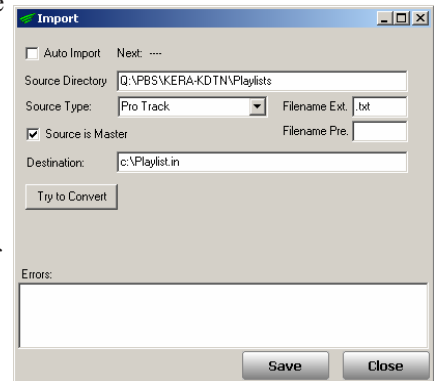 Import
Auto Import Next: ----
Source Directory Q:\PBS\KERA-KDTN\Playlists
Source Type: Pro Track Filename Ext. .txt
Source is Master Filename Pre.
Destination: c:\Playlist.in
Try to Convert
Errors:
Save Close